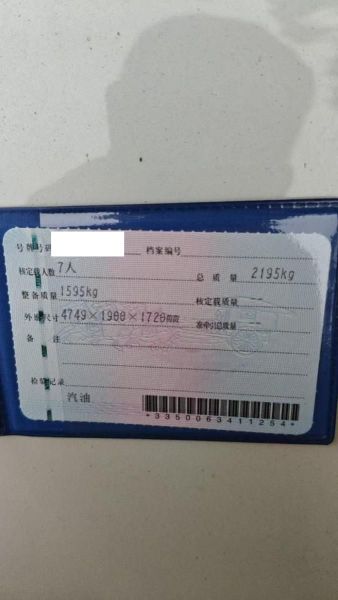 号牌号码 档案编号
核定载人数 7人 总质量 2195kg
整备质量 1595kg 核定载质量 --
外廓尺寸 4749×1900×1720mm 准牵引总质量 --
备注
检验记录
汽油
*3350063411254*